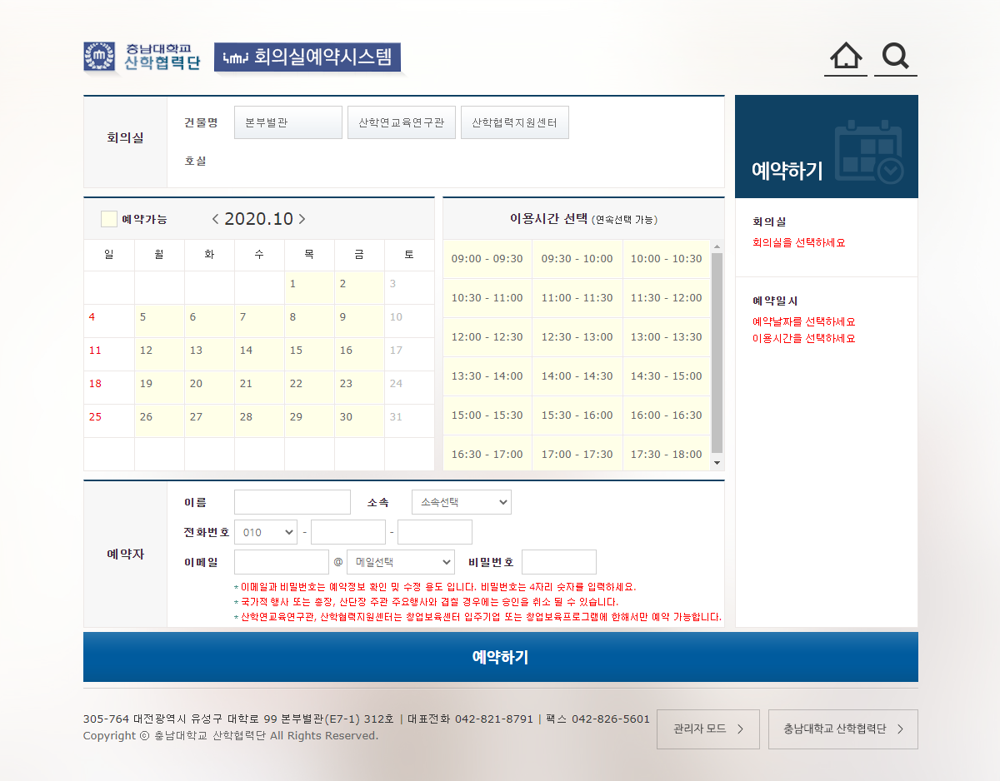 충남대학교
산학협력단
회의실예약시스템
회의실
건물명 본부별관 산학연교육연구관 산학협력지원센터
호실
예약하기
회의실
회의실을 선택하세요
예약일시
예약날짜를 선택하세요
이용시간을 선택하세요
예약가능 < 2020.10 >
일 월 화 수 목 금 토
1 2 3
4 5 6 7 8 9 10
11 12 13 14 15 16 17
18 19 20 21 22 23 24
25 26 27 28 29 30 31
이용시간 선택 (연속선택 가능)
09:00 - 09:30 09:30 - 10:00 10:00 - 10:30
10:30 - 11:00 11:00 - 11:30 11:30 - 12:00
12:00 - 12:30 12:30 - 13:00 13:00 - 13:30
13:30 - 14:00 14:00 - 14:30 14:30 - 15:00
15:00 - 15:30 15:30 - 16:00 16:00 - 16:30
16:30 - 17:00 17:00 - 17:30 17:30 - 18:00
예약자
이름 소속 소속선택
전화번호 010 - -
이메일 @ 메일선택 비밀번호
* 이메일과 비밀번호는 예약정보 확인 및 수정 용도 입니다. 비밀번호는 4자리 숫자를 입력하세요.
* 국가적 행사 또는 총장, 산단장 주관 주요행사와 겹칠 경우에는 승인을 취소 될 수 있습니다.
* 산학연교육연구관, 산학협력지원센터는 창업보육센터 입주기업 또는 창업보육프로그램에 한해서만 예약 가능합니다.
예약하기
305-764 대전광역시 유성구 대학로 99 본부별관(E7-1) 312호 | 대표전화 042-821-8791 | 팩스 042-826-5601
Copyright ⓒ 충남대학교 산학협력단 All Rights Reserved.
관리자 모드 >
충남대학교 산학협력단 >